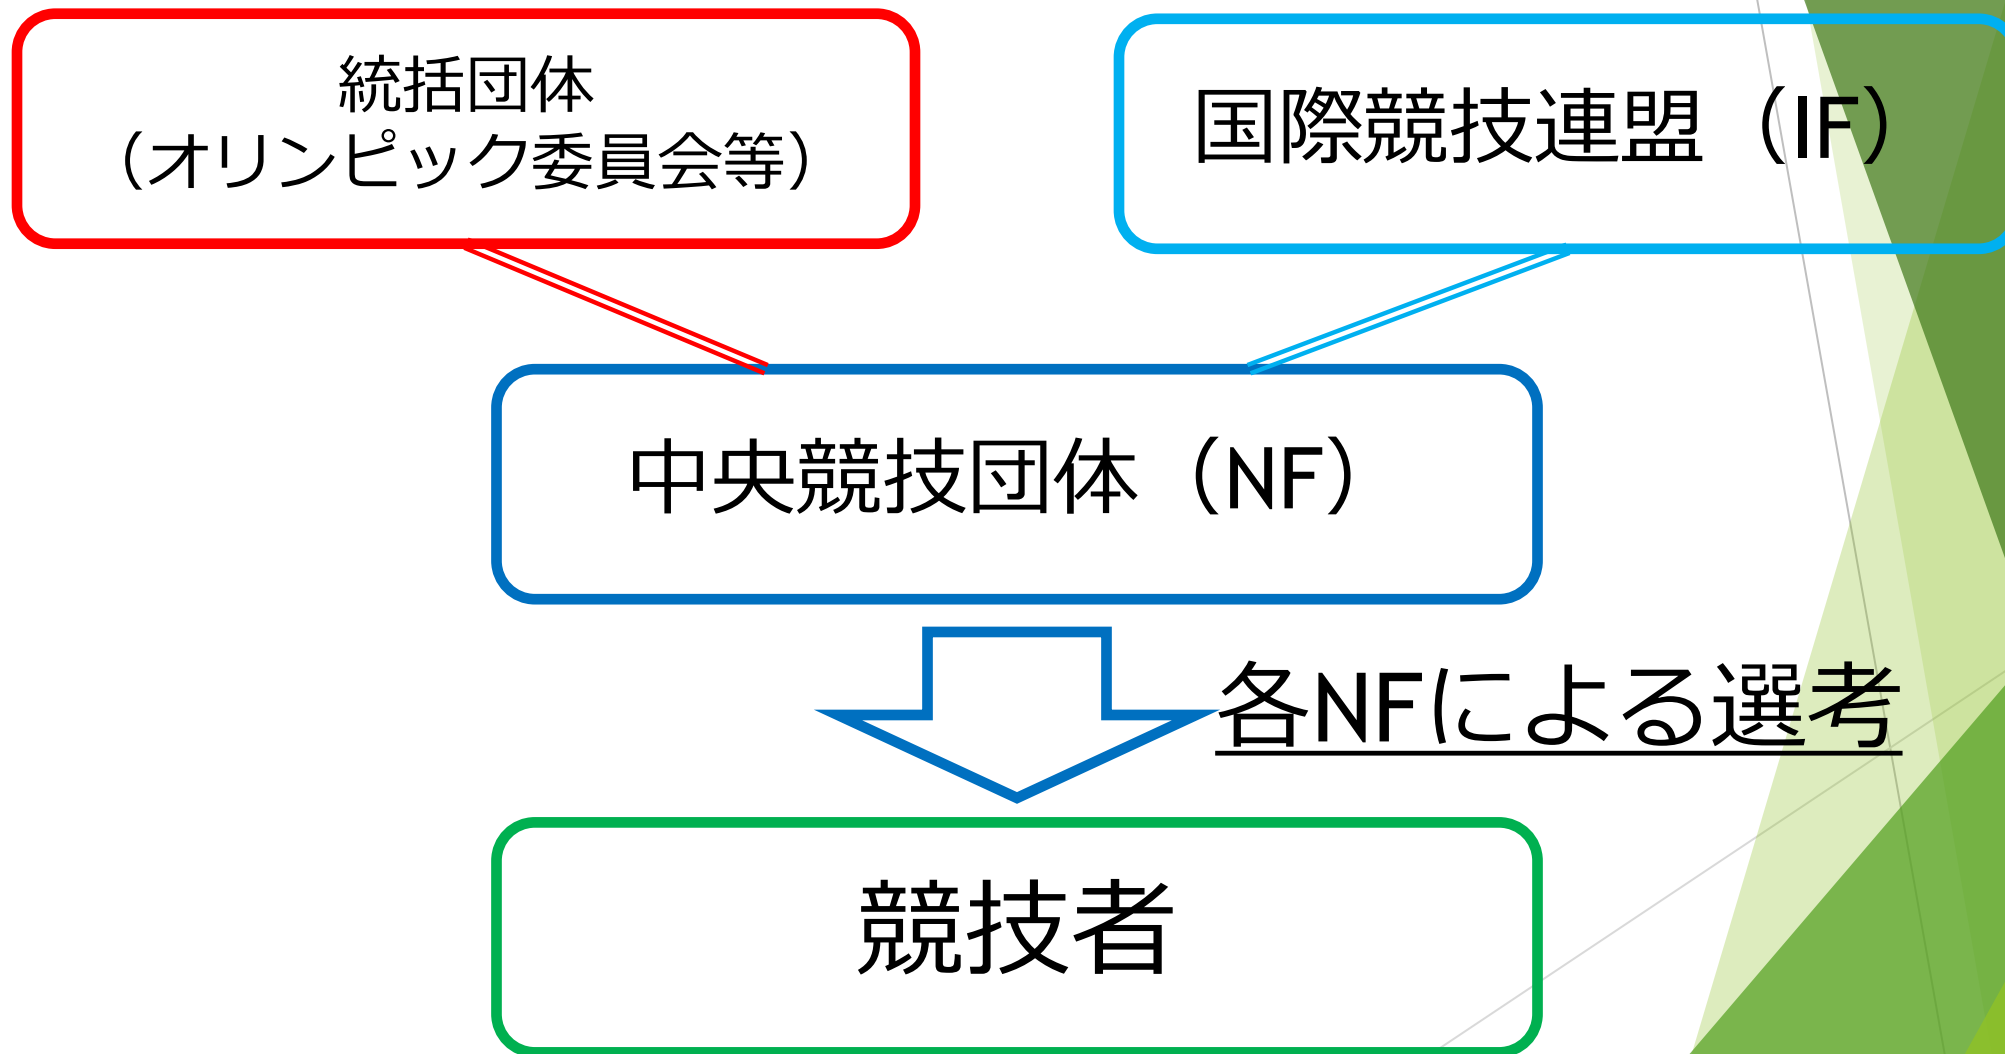 統括団体
（オリンピック委員会等）
国際競技連盟（IF）
中央競技団体（NF）
各NFによる選考
競技者